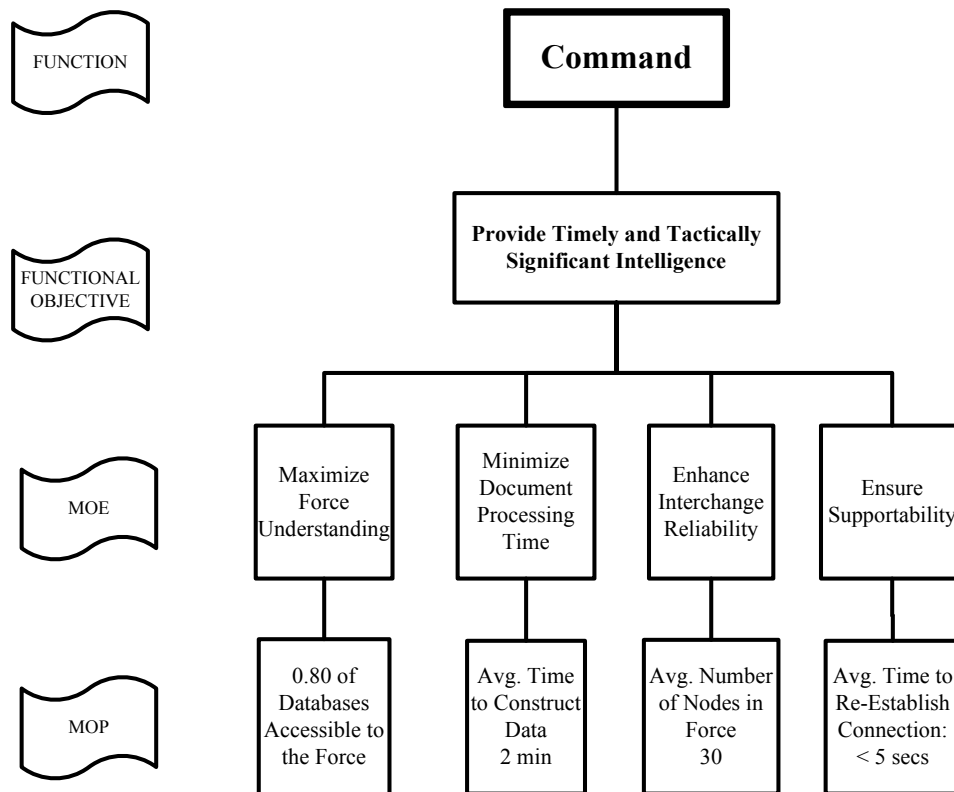 FUNCTION
Command
FUNCTIONAL
OBJECTIVE
Provide Timely and Tactically
Significant Intelligence
MOE
Maximize
Force
Understanding
Minimize
Document
Processing
Time
Enhance
Interchange
Reliability
Ensure
Supportability
MOP
0.80 of
Databases
Accessible to
the Force
Avg. Time
to Construct
Data
2 min
Avg. Number
of Nodes in
Force
30
Avg. Time to
Re-Establish
Connection:
< 5 secs